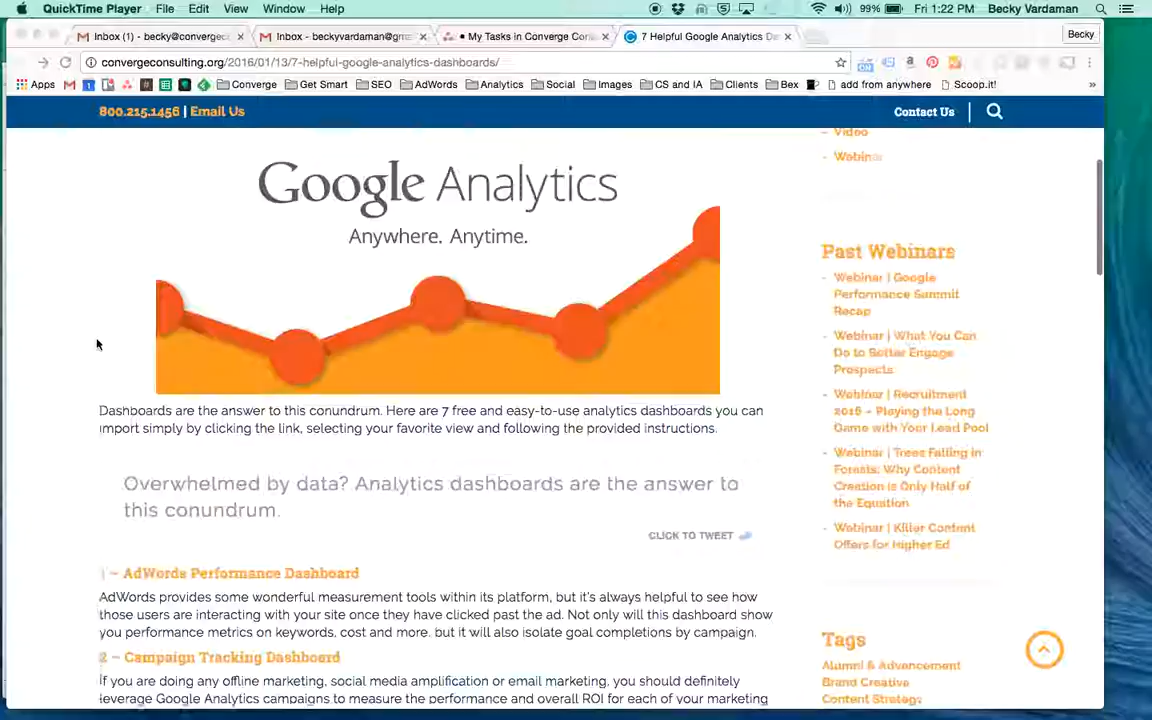 QuickTime Player File Edit View Window Help 99% Fri 1:22 PM Becky Vardaman
Inbox (1) - becky@convergec
Inbox - beckyvardaman@gm
My Tasks in Converge Con
7 Helpful Google Analytics Da
Becky
convergeconsulting.org/2016/01/13/7-helpful-google-analytics-dashboards/
Apps Converge Get Smart SEO AdWords Analytics Social Images CS and IA Clients Bex add from anywhere Scoop.it!
800.215.1456 | Email Us
Contact Us
Google Analytics
Anywhere. Anytime.
Dashboards are the answer to this conundrum. Here are 7 free and easy-to-use analytics dashboards you can
import simply by clicking the link, selecting your favorite view and following the provided instructions.
Overwhelmed by data? Analytics dashboards are the answer to
this conundrum.
CLICK TO TWEET
1 – AdWords Performance Dashboard
AdWords provides some wonderful measurement tools within its platform, but it's always helpful to see how
those users are interacting with your site once they have clicked past the ad. Not only will this dashboard show
you performance metrics on keywords, cost and more, but it will also isolate goal completions by campaign.
2 – Campaign Tracking Dashboard
If you are doing any offline marketing, social media amplification or email marketing, you should definitely
leverage Google Analytics campaigns to measure the performance and overall ROI for each of your marketing
- Video
- Webinar
Past Webinars
- Webinar | Google
Performance Summit
Recap
- Webinar | What You Can
Do to Better Engage
Prospects
- Webinar | Recruitment
2016 – Playing the Long
Game with Your Lead Pool
- Webinar | Trees Falling in
Forests: Why Content
Creation is Only Half of
the Equation
- Webinar | Killer Content
Offers for Higher Ed
Tags
Alumni & Advancement
Brand Creative
Content Strategy